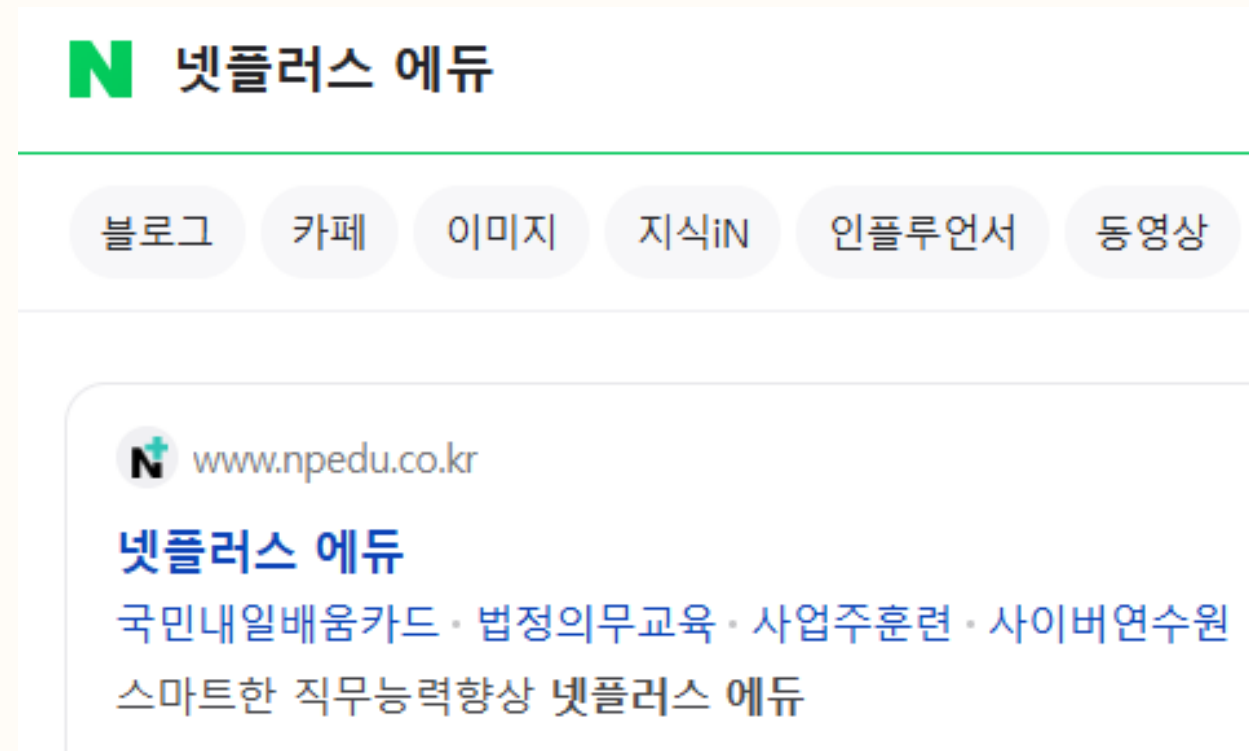 N 넷플러스 에듀
블로그 카페 이미지 지식iN 인플루언서 동영상
N+ www.npedu.co.kr
넷플러스 에듀
국민내일배움카드 · 법정의무교육 · 사업주훈련 · 사이버연수원
스마트한 직무능력향상 넷플러스 에듀